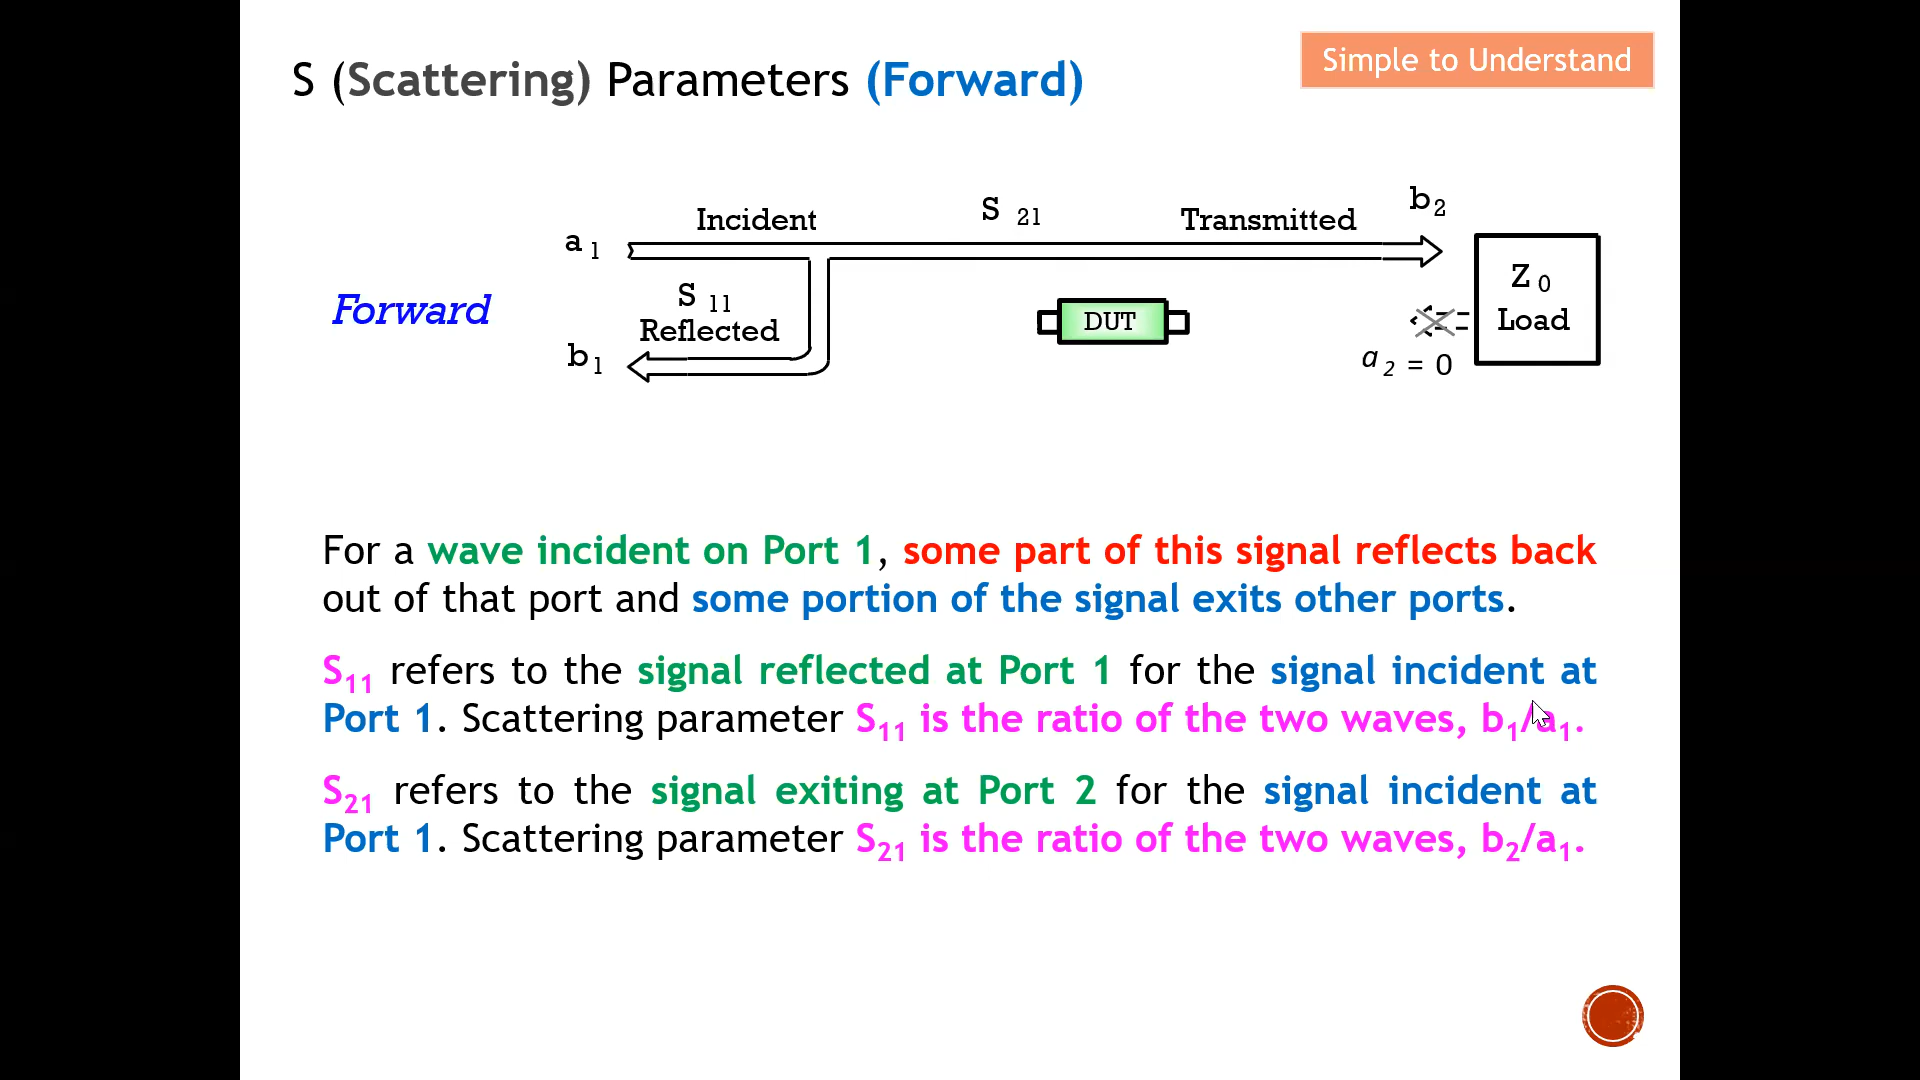 S (Scattering) Parameters (Forward)
Simple to Understand
Incident
S 21
Transmitted
b2
a 1
S 11
Reflected
Forward
b1
DUT
Z 0
Load
a 2 = 0
For a wave incident on Port 1, some part of this signal reflects back
out of that port and some portion of the signal exits other ports.
S11 refers to the signal reflected at Port 1 for the signal incident at
Port 1. Scattering parameter S11 is the ratio of the two waves, b1/a1.
S21 refers to the signal exiting at Port 2 for the signal incident at
Port 1. Scattering parameter S21 is the ratio of the two waves, b2/a1.